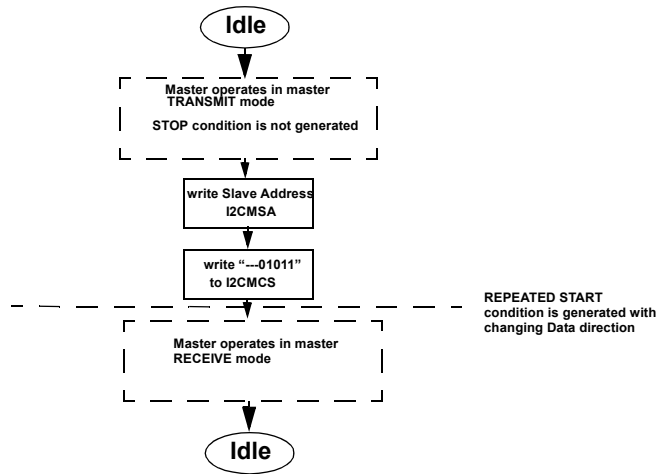 Idle
Master operates in master
TRANSMIT mode
STOP condition is not generated
write Slave Address
I2CMSA
write “---01011”
to I2CMCS
REPEATED START
condition is generated with
changing Data direction
Master operates in master
RECEIVE mode
Idle